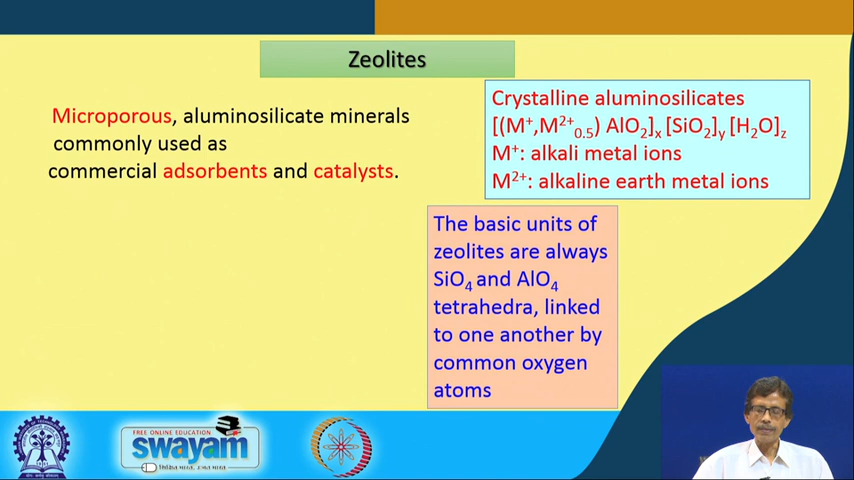 Zeolites
Microporous, aluminosilicate minerals
commonly used as
commercial adsorbents and catalysts.
Crystalline aluminosilicates
[(M⁺,M²⁺₀.₅) AlO₂]ₓ [SiO₂]ᵧ [H₂O]z
M⁺: alkali metal ions
M²⁺: alkaline earth metal ions
The basic units of
zeolites are always
SiO₄ and AlO₄
tetrahedra, linked
to one another by
common oxygen
atoms
FREE ONLINE EDUCATION
swayam